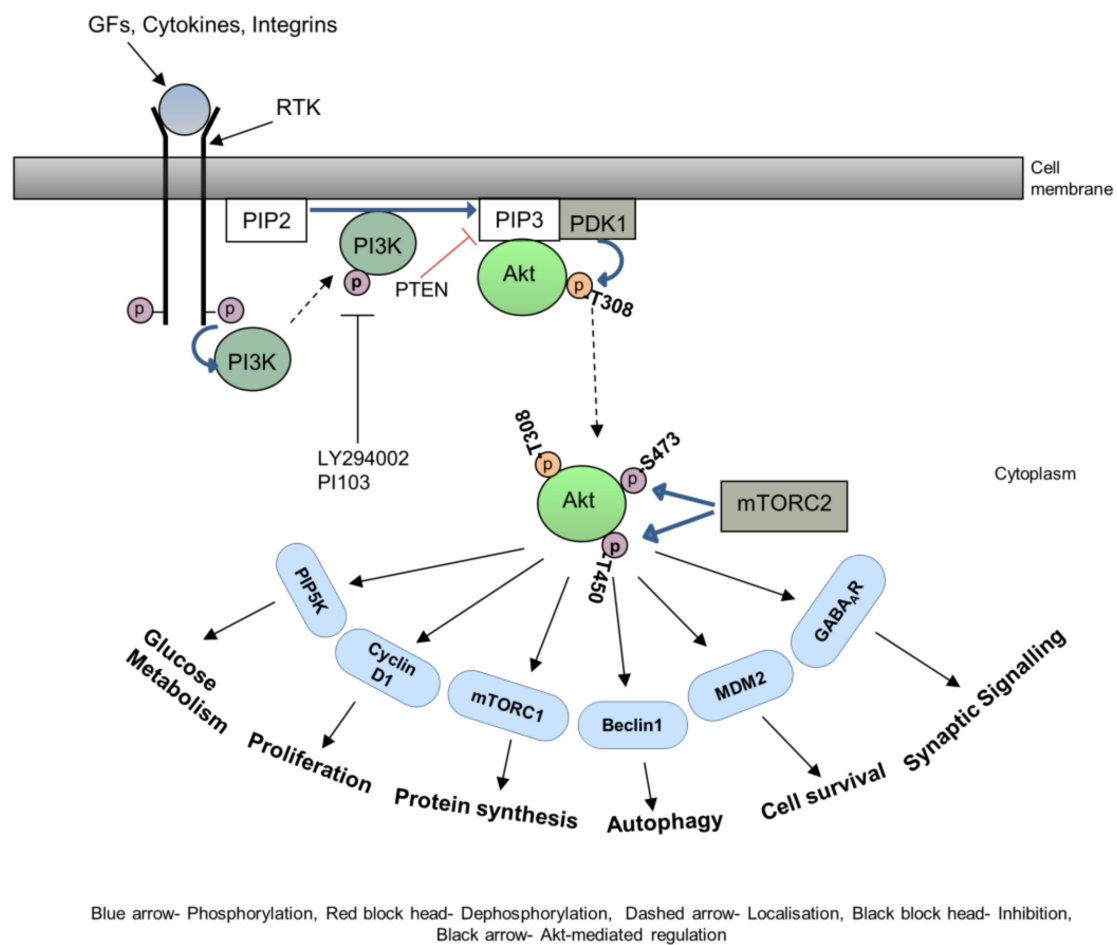 GFs, Cytokines, Integrins
RTK
Cell
membrane
PIP2
PI3K
p
PTEN
PIP3
PDK1
Akt
p
-T308
p
p
PI3K
LY294002
PI103
Cytoplasm
-T308
p
-S473
p
Akt
mTORC2
p
-T450
PIP5K
Cyclin
D1
mTORC1
Beclin1
MDM2
GABAAR
Glucose
Metabolism
Proliferation
Protein synthesis
Autophagy
Cell survival
Synaptic Signalling
Blue arrow- Phosphorylation, Red block head- Dephosphorylation, Dashed arrow- Localisation, Black block head- Inhibition,
Black arrow- Akt-mediated regulation